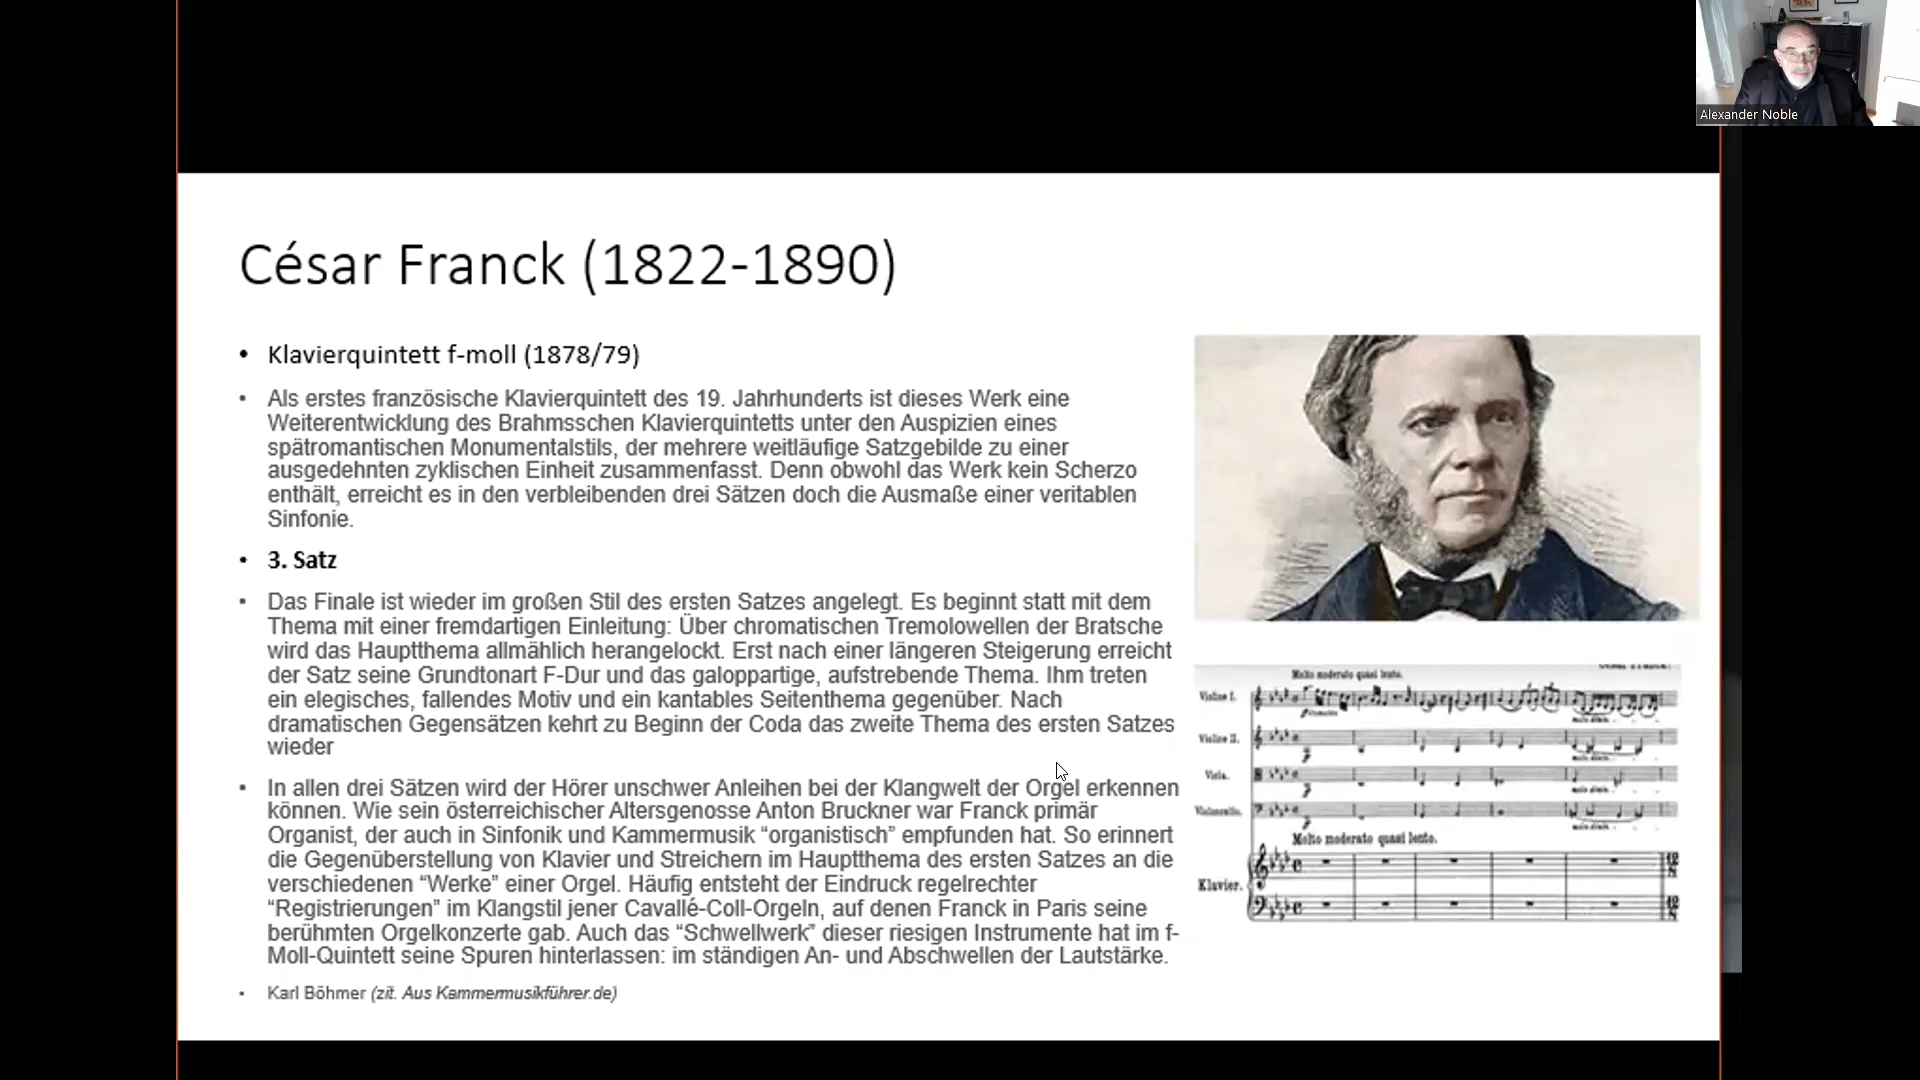 Alexander Noble
César Franck (1822-1890)
• Klavierquintett f-moll (1878/79)
• Als erstes französische Klavierquintett des 19. Jahrhunderts ist dieses Werk eine
Weiterentwicklung des Brahmsschen Klavierquintetts unter den Auspizien eines
spätromantischen Monumentalstils, der mehrere weitläufige Satzgebilde zu einer
ausgedehnten zyklischen Einheit zusammenfasst. Denn obwohl das Werk kein Scherzo
enthält, erreicht es in den verbleibenden drei Sätzen doch die Ausmaße einer veritablen
Sinfonie.
• 3. Satz
• Das Finale ist wieder im großen Stil des ersten Satzes angelegt. Es beginnt statt mit dem
Thema mit einer fremdartigen Einleitung: Über chromatischen Tremolowellen der Bratsche
wird das Hauptthema allmählich herangelockt. Erst nach einer längeren Steigerung erreicht
der Satz seine Grundtonart F-Dur und das galoppartige, aufstrebende Thema. Ihm treten
ein elegisches, fallendes Motiv und ein kantables Seitenthema gegenüber. Nach
dramatischen Gegensätzen kehrt zu Beginn der Coda das zweite Thema des ersten Satzes
wieder
• In allen drei Sätzen wird der Hörer unschwer Anleihen bei der Klangwelt der Orgel erkennen
können. Wie sein österreichischer Altersgenosse Anton Bruckner war Franck primär
Organist, der auch in Sinfonik und Kammermusik “organistisch” empfunden hat. So erinnert
die Gegenüberstellung von Klavier und Streichern im Hauptthema des ersten Satzes an die
verschiedenen “Werke” einer Orgel. Häufig entsteht der Eindruck regelrechter
“Registrierungen” im Klangstil jener Cavallé-Coll-Orgeln, auf denen Franck in Paris seine
berühmten Orgelkonzerte gab. Auch das “Schwellwerk” dieser riesigen Instrumente hat im f-
Moll-Quintett seine Spuren hinterlassen: im ständigen An- und Abschwellen der Lautstärke.
• Karl Böhmer (zit. Aus Kammermusikführer.de)
Molto moderato quasi lento.
Violine I.
Violine II.
Viola.
Violoncello.
Molto moderato quasi lento.
Klavier.